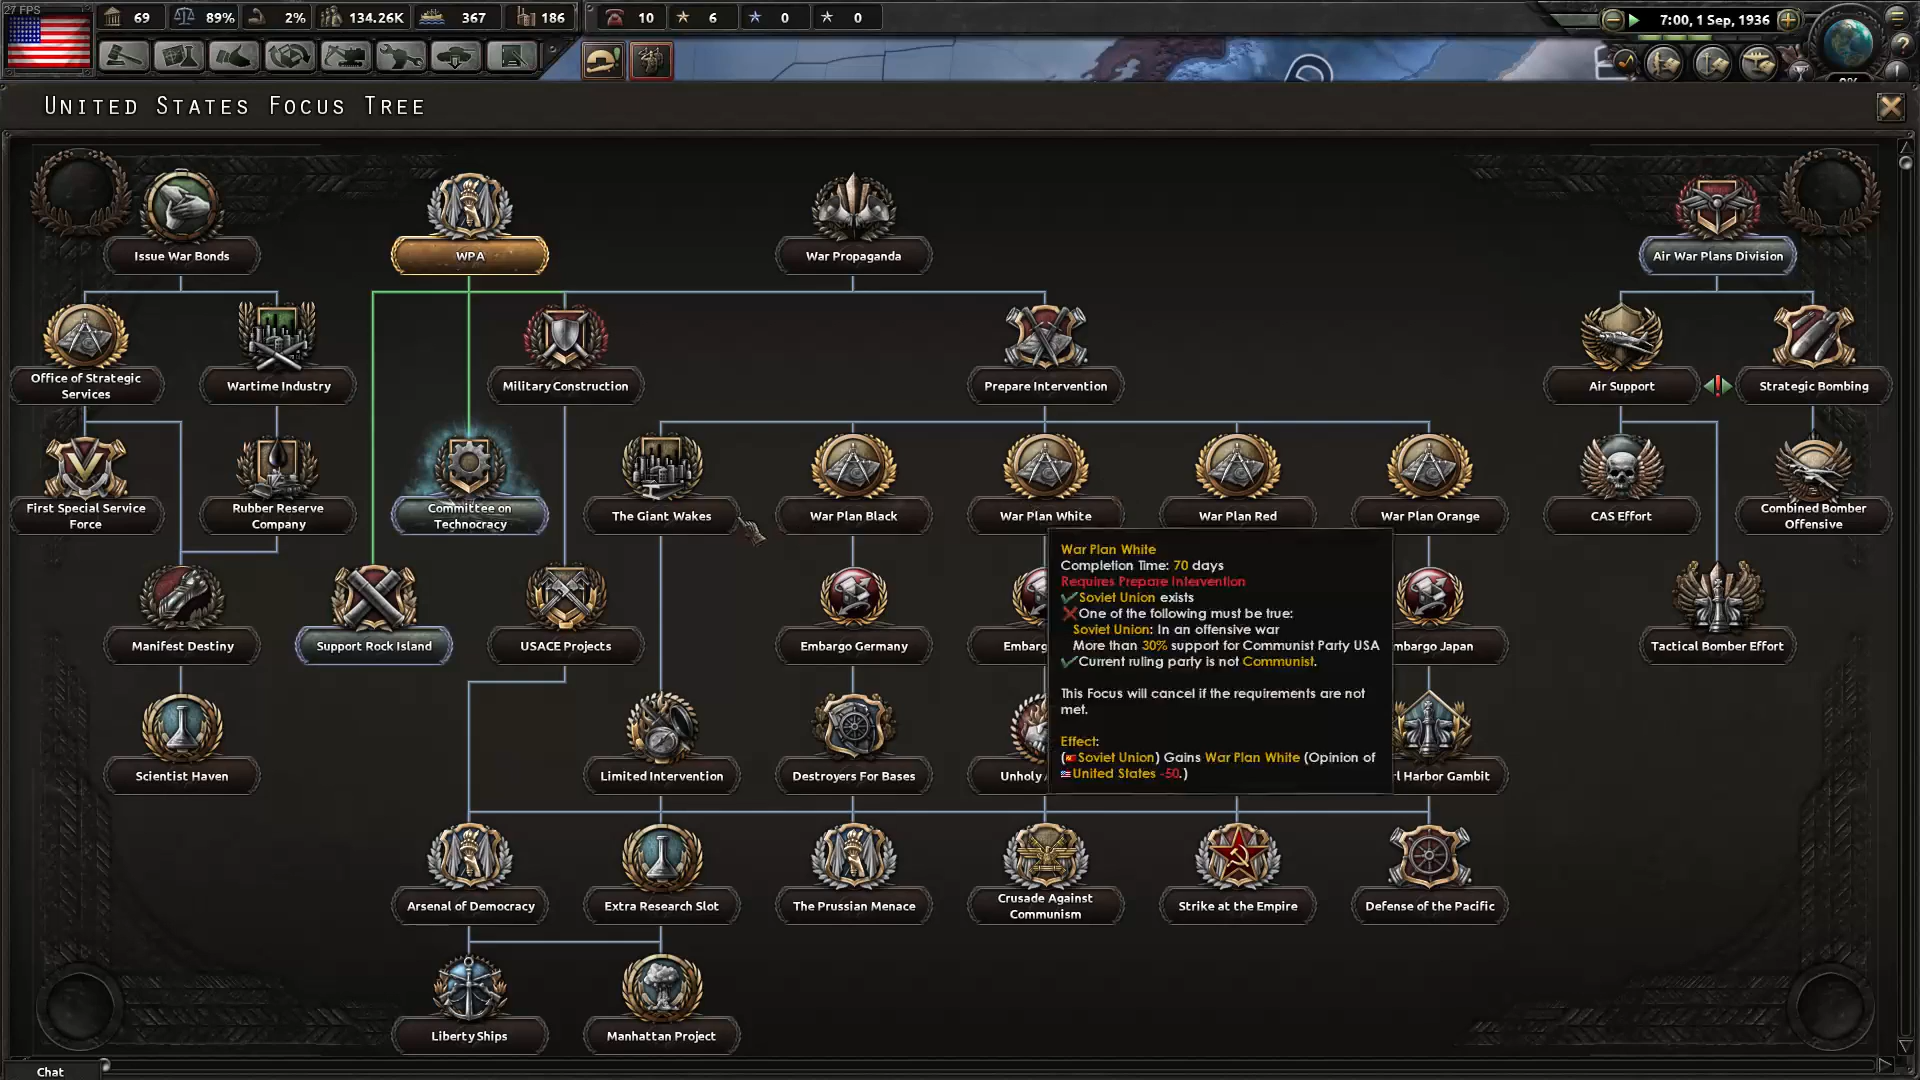 27 FPS
69
89%
2%
134.26K
367
186
10
6
0
0
7:00, 1 Sep, 1936
United States Focus Tree
Issue War Bonds
WPA
War Propaganda
Air War Plans Division
Office of Strategic
Services
Wartime Industry
Military Construction
Prepare Intervention
Air Support
Strategic Bombing
First Special Service
Force
Rubber Reserve
Company
Committee on
Technocracy
The Giant Wakes
War Plan Black
War Plan White
War Plan Red
War Plan Orange
CAS Effort
Combined Bomber
Offensive
War Plan White
Completion Time: 70 days
Requires Prepare Intervention
Soviet Union exists
One of the following must be true:
Soviet Union: In an offensive war
More than 30% support for Communist Party USA
Current ruling party is not Communist.
This Focus will cancel if the requirements are not
met.
Effect:
(Soviet Union) Gains War Plan White (Opinion of
United States -50.)
Manifest Destiny
Support Rock Island
USACE Projects
Embargo Germany
Embarg
mbargo Japan
Tactical Bomber Effort
Scientist Haven
Limited Intervention
Destroyers For Bases
Unholy A
l Harbor Gambit
Arsenal of Democracy
Extra Research Slot
The Prussian Menace
Crusade Against
Communism
Strike at the Empire
Defense of the Pacific
Liberty Ships
Manhattan Project
Chat